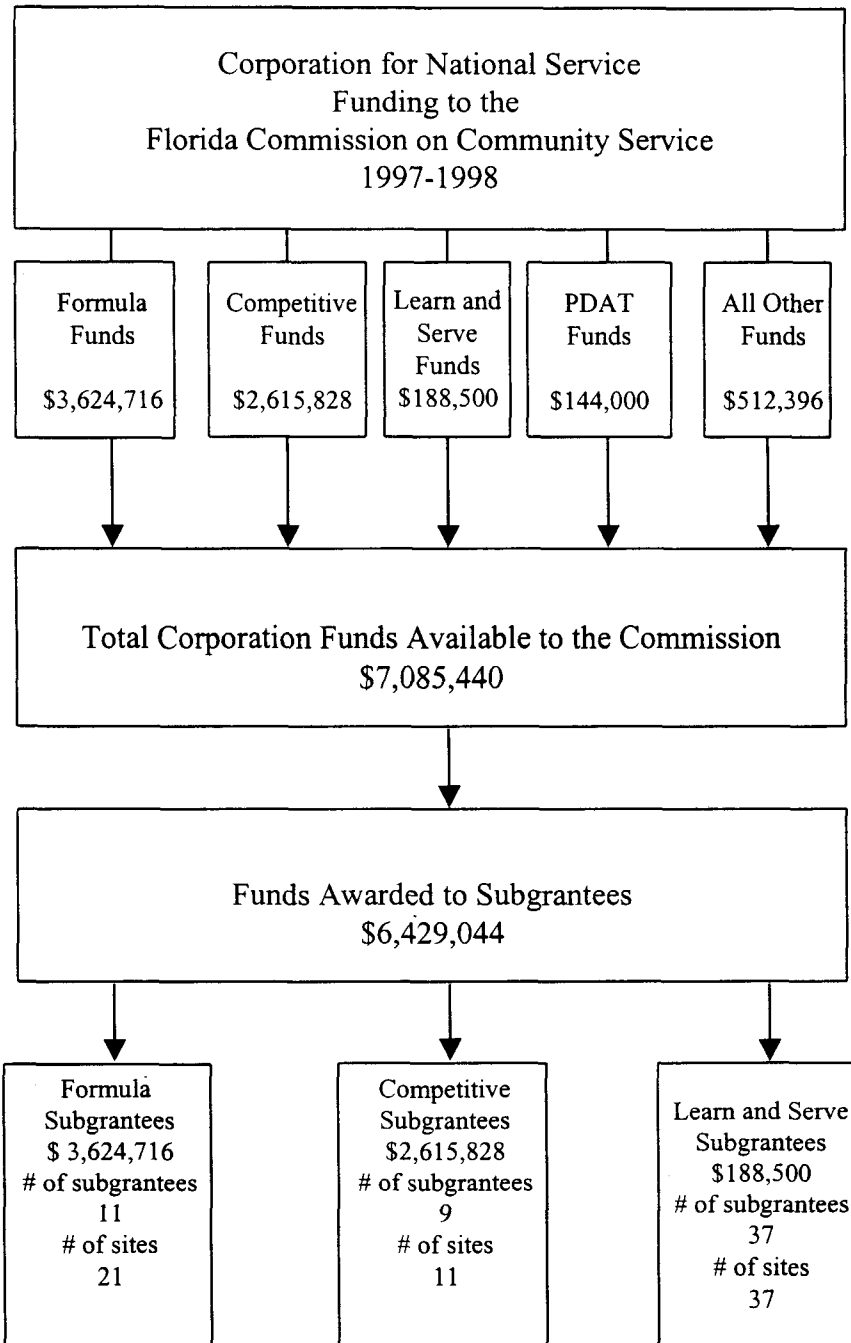 Corporation for National Service
Funding to the
Florida Commission on Community Service
1997-1998
Formula
Funds
$3,624,716
Competitive
Funds
$2,615,828
Learn and
Serve
Funds
$188,500
PDAT
Funds
$144,000
All Other
Funds
$512,396
Total Corporation Funds Available to the Commission
$7,085,440
Funds Awarded to Subgrantees
$6,429,044
Formula
Subgrantees
$ 3,624,716
# of subgrantees
11
# of sites
21
Competitive
Subgrantees
$2,615,828
# of subgrantees
9
# of sites
11
Learn and Serve
Subgrantees
$188,500
# of subgrantees
37
# of sites
37